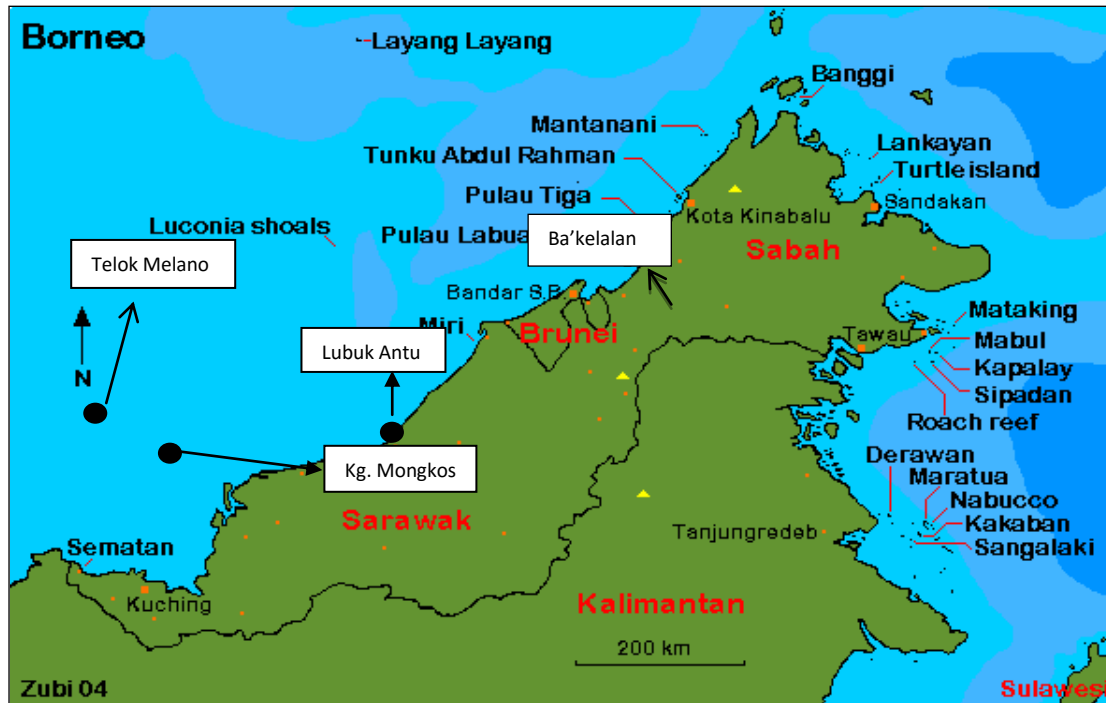 Borneo
Layang Layang
Banggi
Mantanani
Tunku Abdul Rahman
Lankayan
Turtle island
Pulau Tiga
Kota Kinabalu
Sandakan
Luconia shoals
Pulau Labua
Ba’kelalan
Sabah
Telok Melano
Bandar S.B.
Miri
Brunei
Mataking
Tawau
Mabul
Lubuk Antu
Kapalay
N
Sipadan
Roach reef
Derawan
Kg. Mongkos
Maratua
Nabucco
Sarawak
Kakaban
Tanjungredeb
Sangalaki
Sematan
Kuching
Kalimantan
200 km
Zubi 04
Sulawesi